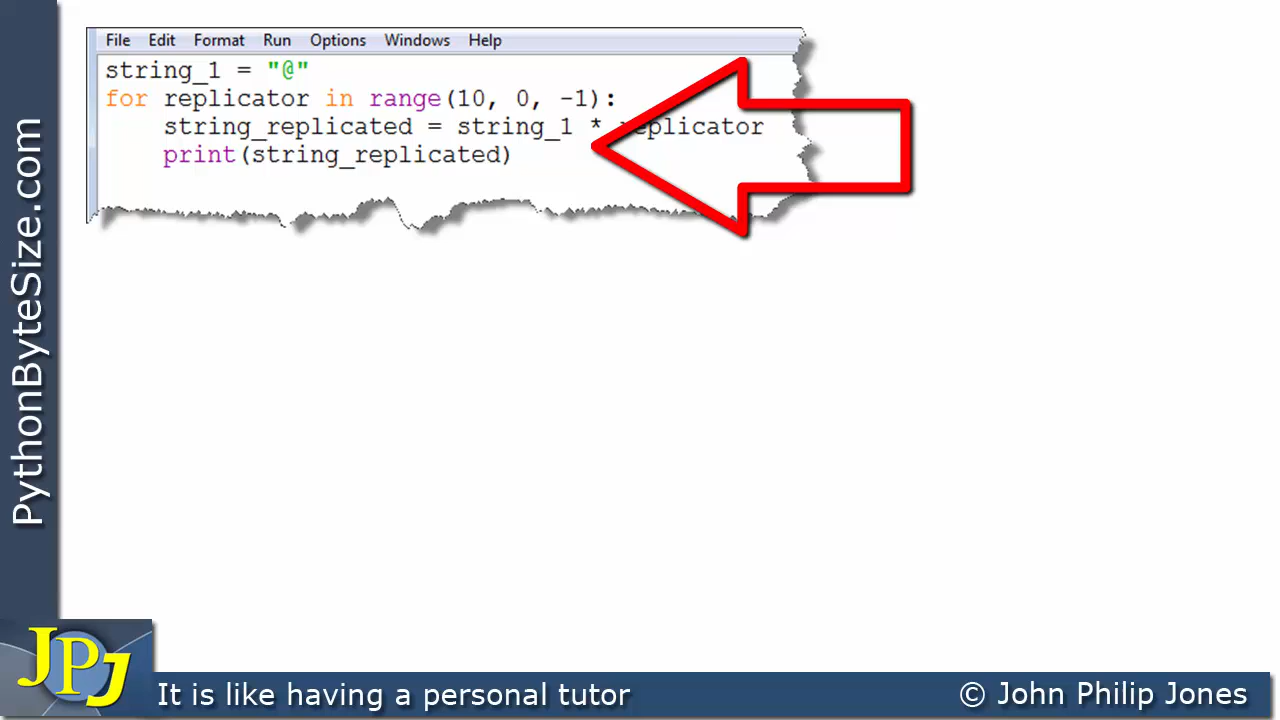 File Edit Format Run Options Windows Help
string_1 = "@"
for replicator in range(10, 0, -1):
    string_replicated = string_1 * replicator
    print(string_replicated)
PythonByteSize.com
JPJ
It is like having a personal tutor
© John Philip Jones